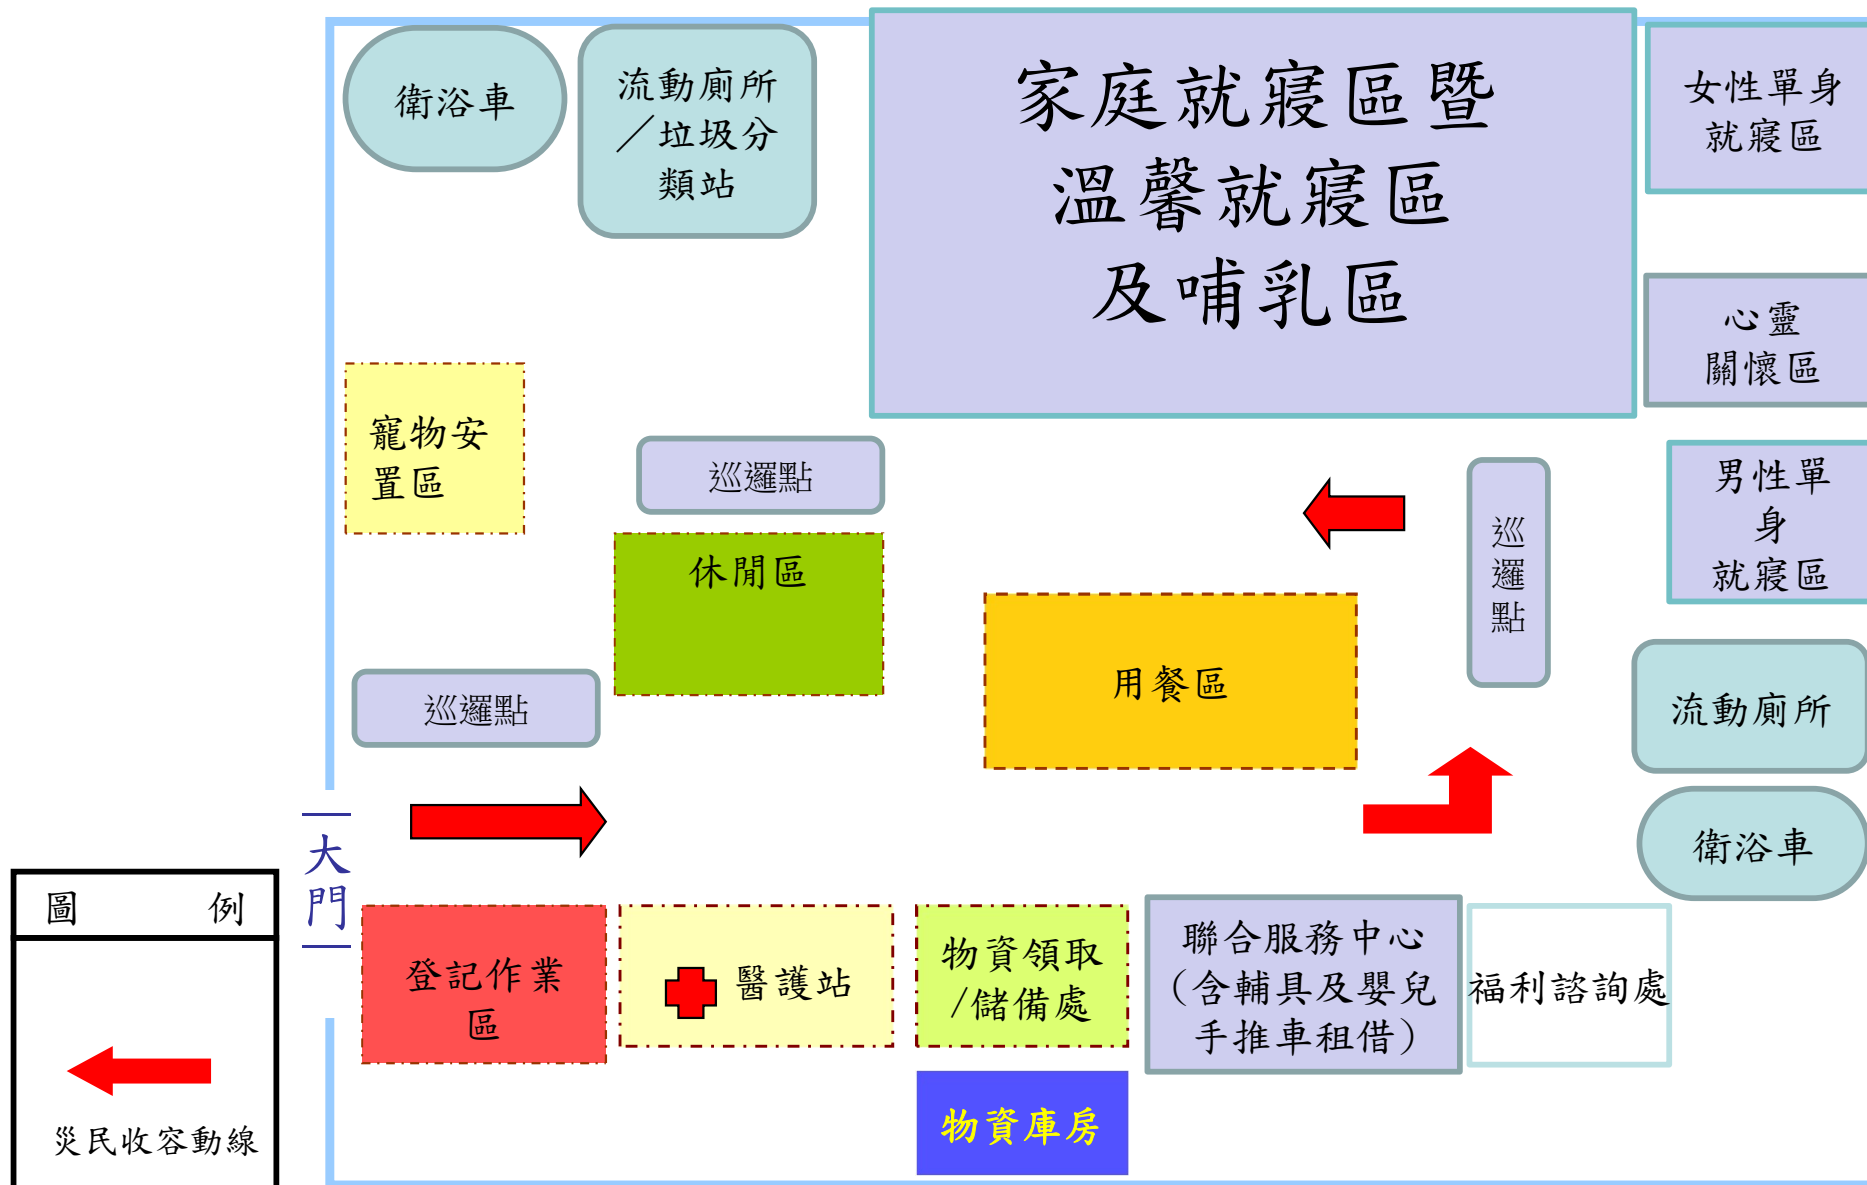 衛浴車
流動廁所
／垃圾分
類站
家庭就寢區暨
溫馨就寢區
及哺乳區
女性單身
就寢區
心靈
關懷區
寵物安
置區
巡邏點
休閒區
巡邏點
男性單
身
就寢區
用餐區
巡邏點
流動廁所
衛浴車
大門
登記作業
區
醫護站
物資領取
/儲備處
聯合服務中心
（含輔具及嬰兒
手推車租借）
福利諮詢處
物資庫房
圖 例
災民收容動線